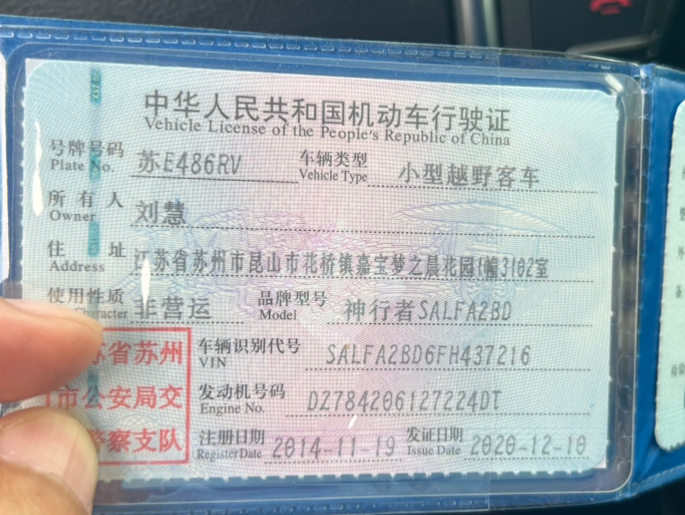 中华人民共和国机动车行驶证
Vehicle License of the People's Republic of China
号牌号码 苏E486RV 车辆类型 小型越野客车
Plate No. Vehicle Type
所有人 刘慧
Owner
住址 江苏省苏州市昆山市花桥镇嘉宝梦之晨花园1幢3102室
Address
使用性质 非营运 品牌型号 神行者SALFA2BD
Character Model
车辆识别代号 SALFA2BD6FH437216
VIN
发动机号码 DZ784206127224DT
Engine No.
注册日期 2014-11-19 发证日期 2020-12-10
Register Date Issue Date
省苏州
市公安局交
察支队